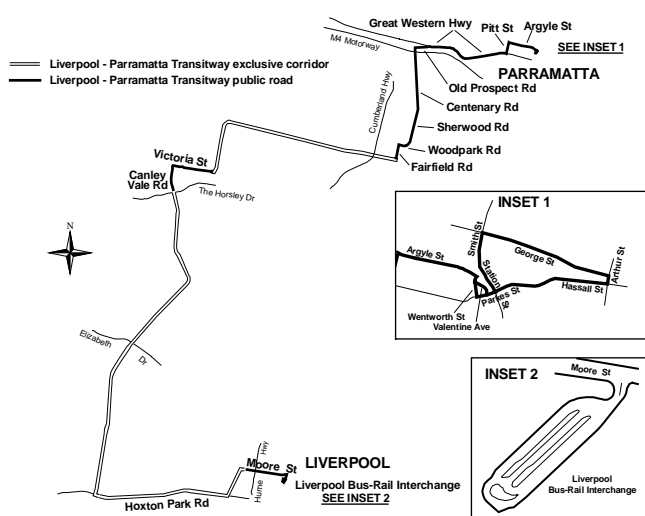 Great Western Hwy
Pitt St
Argyle St
M4 Motorway
SEE INSET 1
PARRAMATTA
Liverpool - Parramatta Transitway exclusive corridor
Liverpool - Parramatta Transitway public road
Old Prospect Rd
Cumberland Hwy
Centenary Rd
Sherwood Rd
Woodpark Rd
Fairfield Rd
Victoria St
Canley
Vale Rd
The Horsley Dr
N
INSET 1
Smith St
George St
Arthur St
Argyle St
Station St
Hassall St
Parkes St
Wentworth St
Valentine Ave
Elizabeth
Dr
INSET 2
Moore St
Liverpool
Bus-Rail Interchange
Moore St
Hume Hwy
LIVERPOOL
Liverpool Bus-Rail Interchange
SEE INSET 2
Hoxton Park Rd